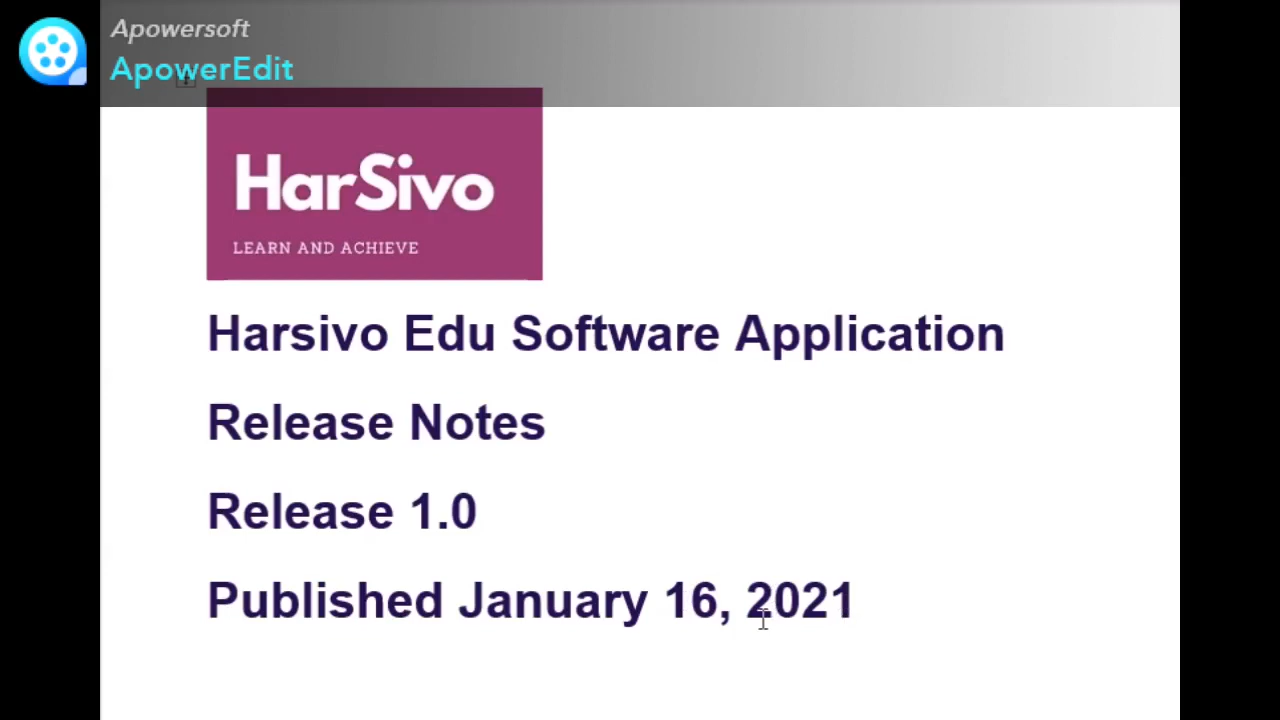 Apowersoft
ApowerEdit
HarSivo
LEARN AND ACHIEVE
Harsivo Edu Software Application
Release Notes
Release 1.0
Published January 16, 2021